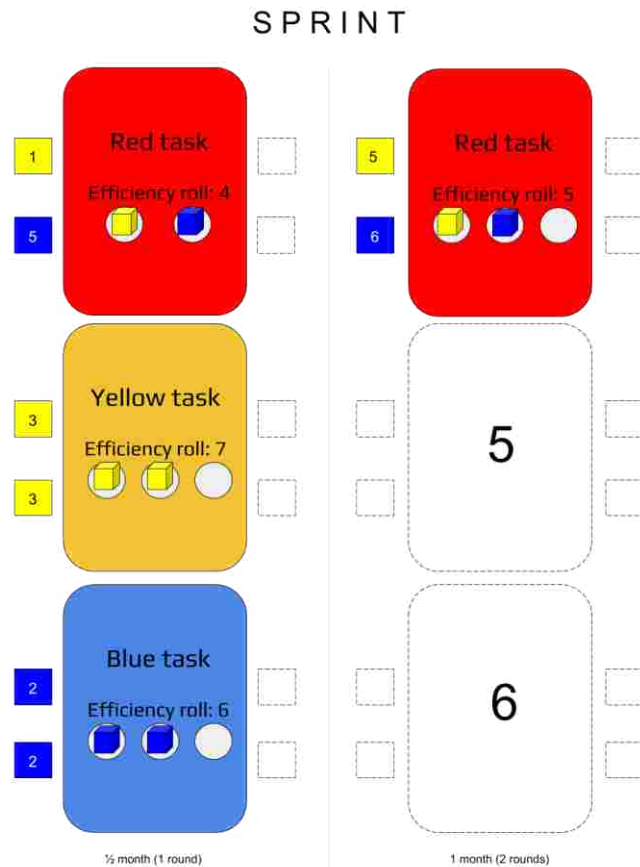 SPRINT
Red task
1
Efficiency roll: 4
5
Red task
5
Efficiency roll: 5
6
Yellow task
3
Efficiency roll: 7
3
5
Blue task
2
Efficiency roll: 6
2
6
½ month (1 round)
1 month (2 rounds)